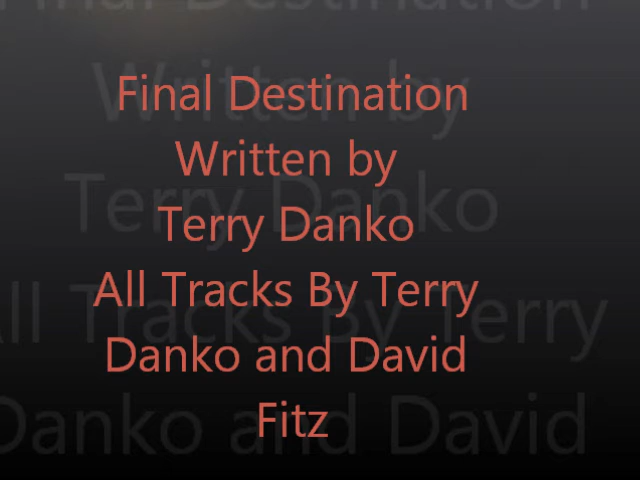 Final Destination
Written by
Terry Danko
All Tracks By Terry
Danko and David
Fitz